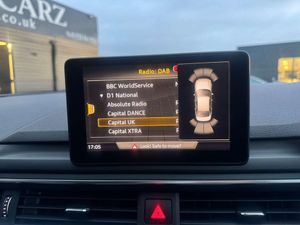 CARZ
co.uk
Radio: DAB
BBC WorldService
D1 National
Absolute Radio
Capital DANCE
Capital UK
Capital XTRA
17:05
Look! Safe to move?